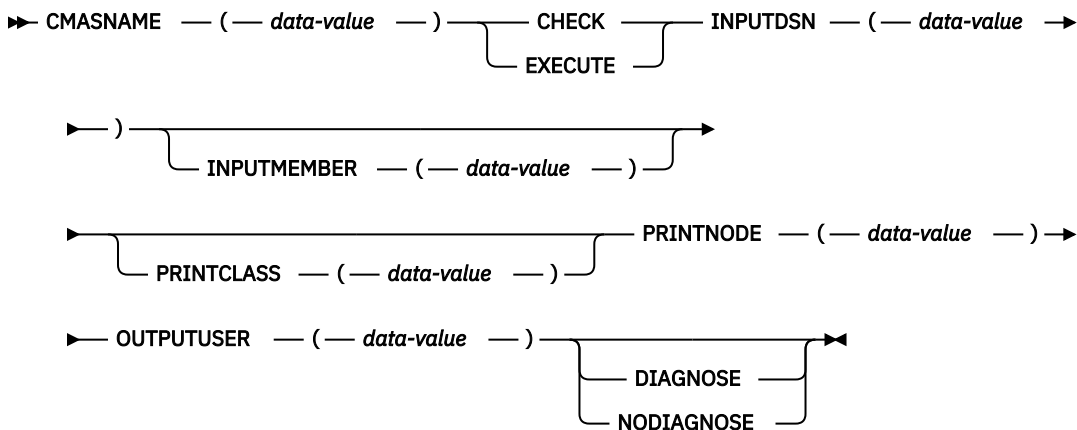 CMASNAME ( data-value ) CHECK INPUTDSN ( data-value
EXECUTE
)
INPUTMEMBER ( data-value )
PRINTNODE ( data-value )
PRINTCLASS ( data-value )
OUTPUTUSER ( data-value )
DIAGNOSE
NODIAGNOSE